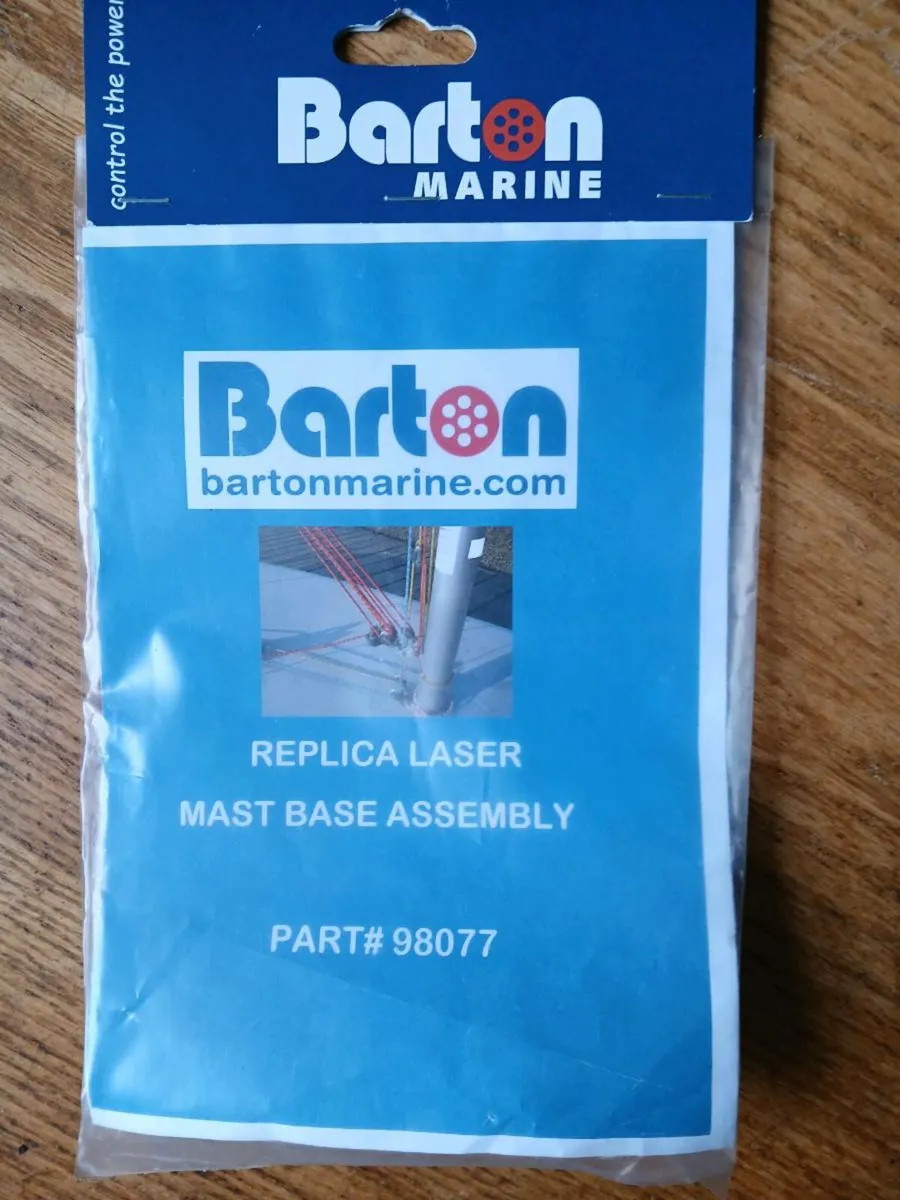 control the power
Barton
MARINE
Barton
bartonmarine.com
REPLICA LASER
MAST BASE ASSEMBLY
PART# 98077